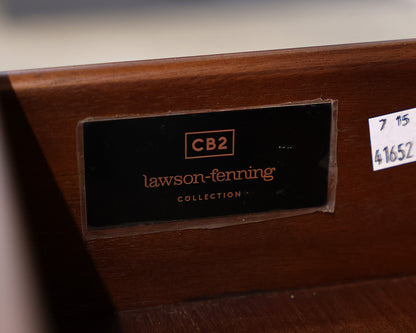 CB2
lawson-fenning
COLLECTION
7 15
41652